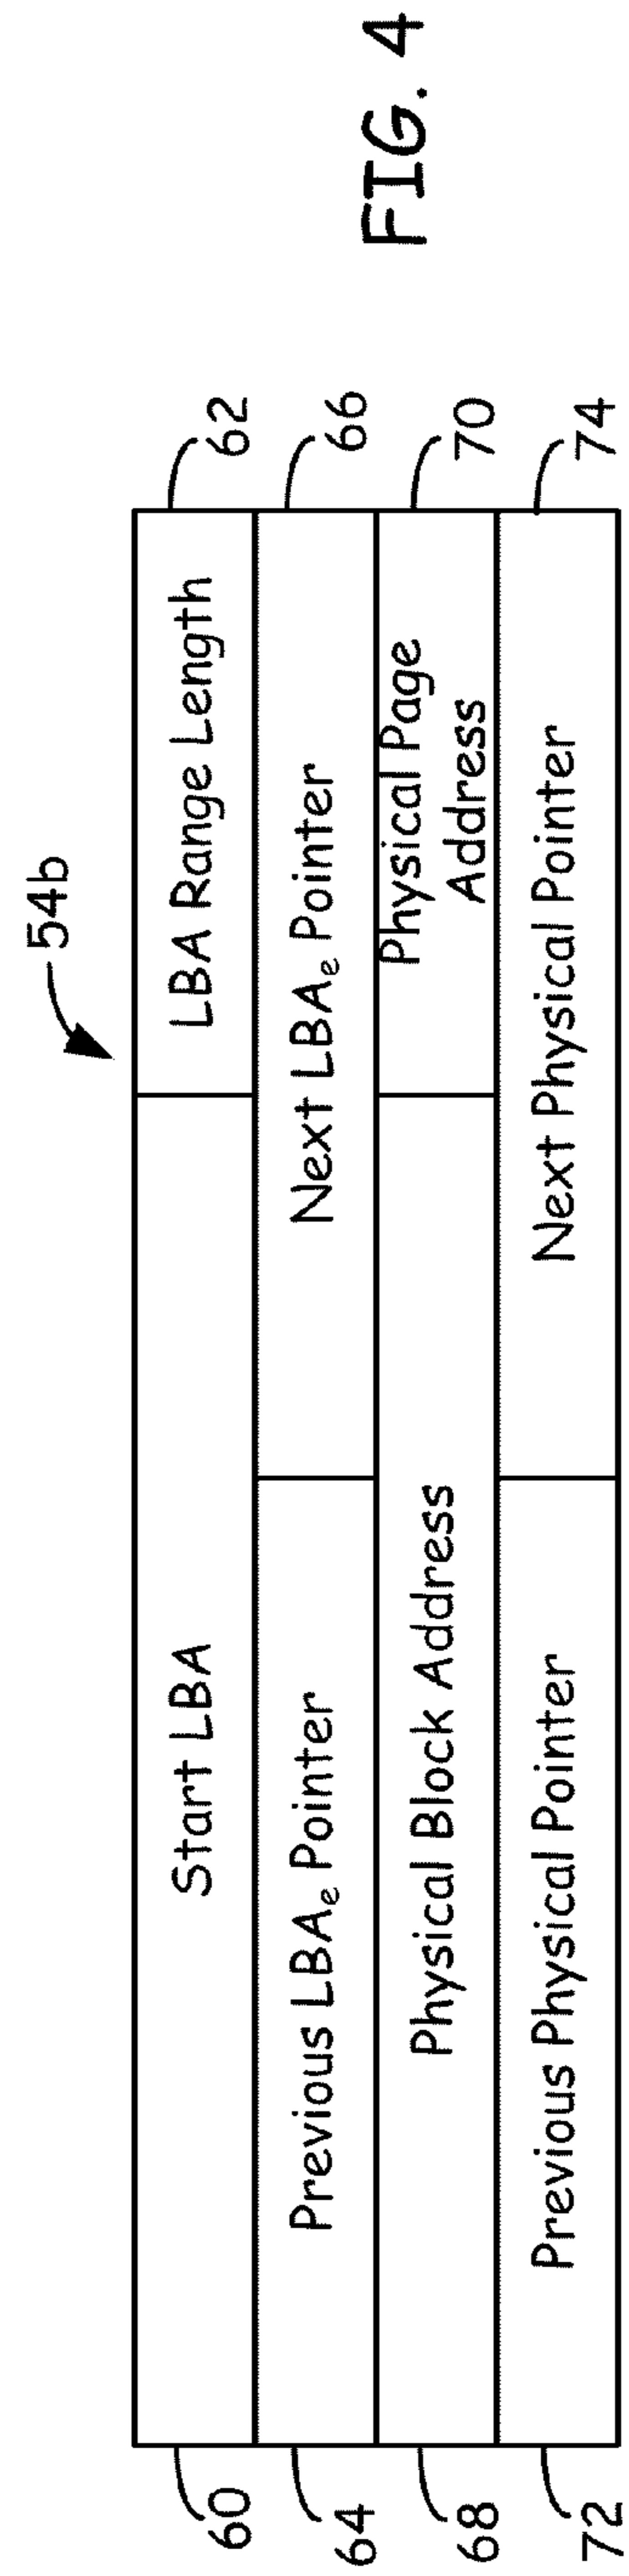 54b
60
Start LBA
LBA Range Length
62
64
Previous LBAe Pointer
Next LBAe Pointer
66
68
Physical Block Address
Physical Page
Address
70
72
Previous Physical Pointer
Next Physical Pointer
74
FIG. 4